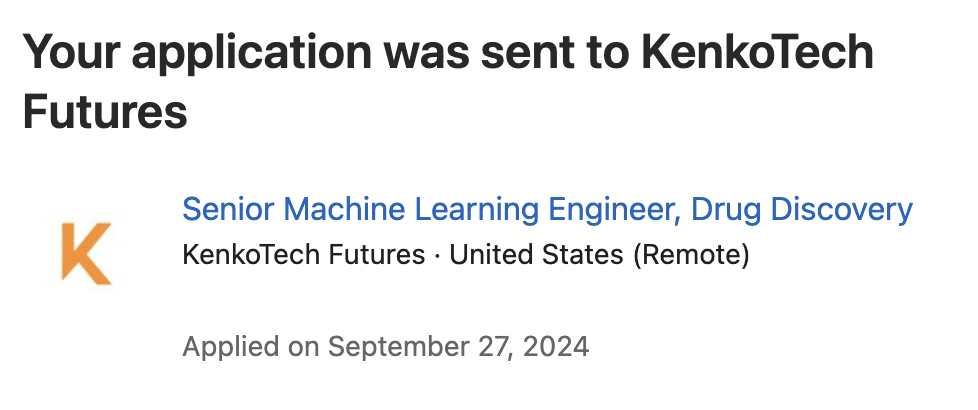 Your application was sent to KenkoTech
Futures
K
Senior Machine Learning Engineer, Drug Discovery
KenkoTech Futures · United States (Remote)
Applied on September 27, 2024